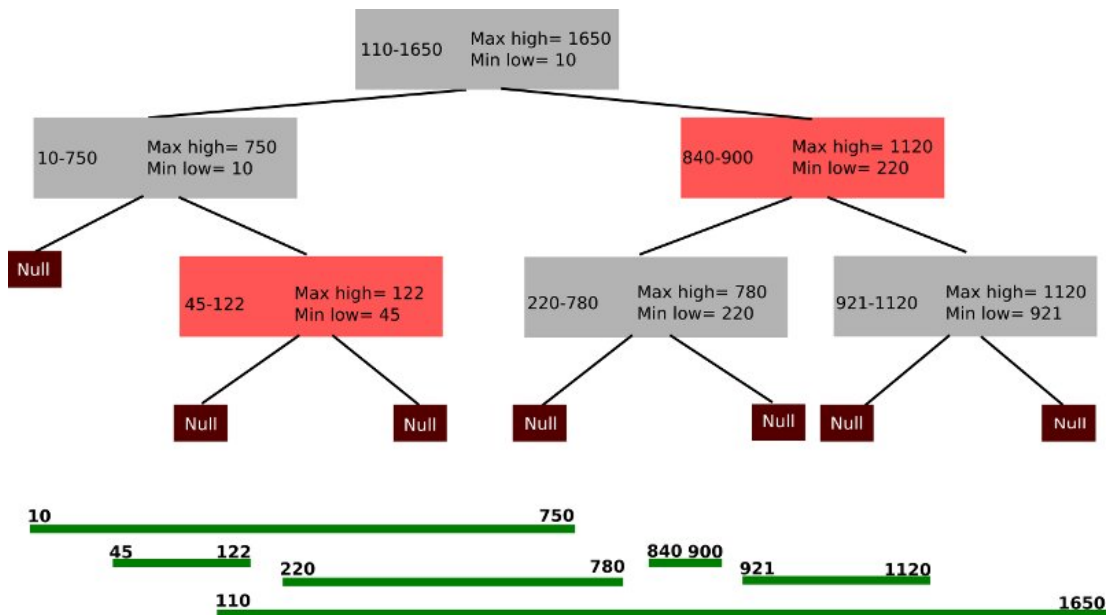 110-1650
Max high= 1650
Min low= 10
10-750
Max high= 750
Min low= 10
840-900
Max high= 1120
Min low= 220
Null
45-122
Max high= 122
Min low= 45
220-780
Max high= 780
Min low= 220
921-1120
Max high= 1120
Min low= 921
Null
Null
Null
Null
Null
Null
10 750
45 122
840 900
220 780
921 1120
110 1650